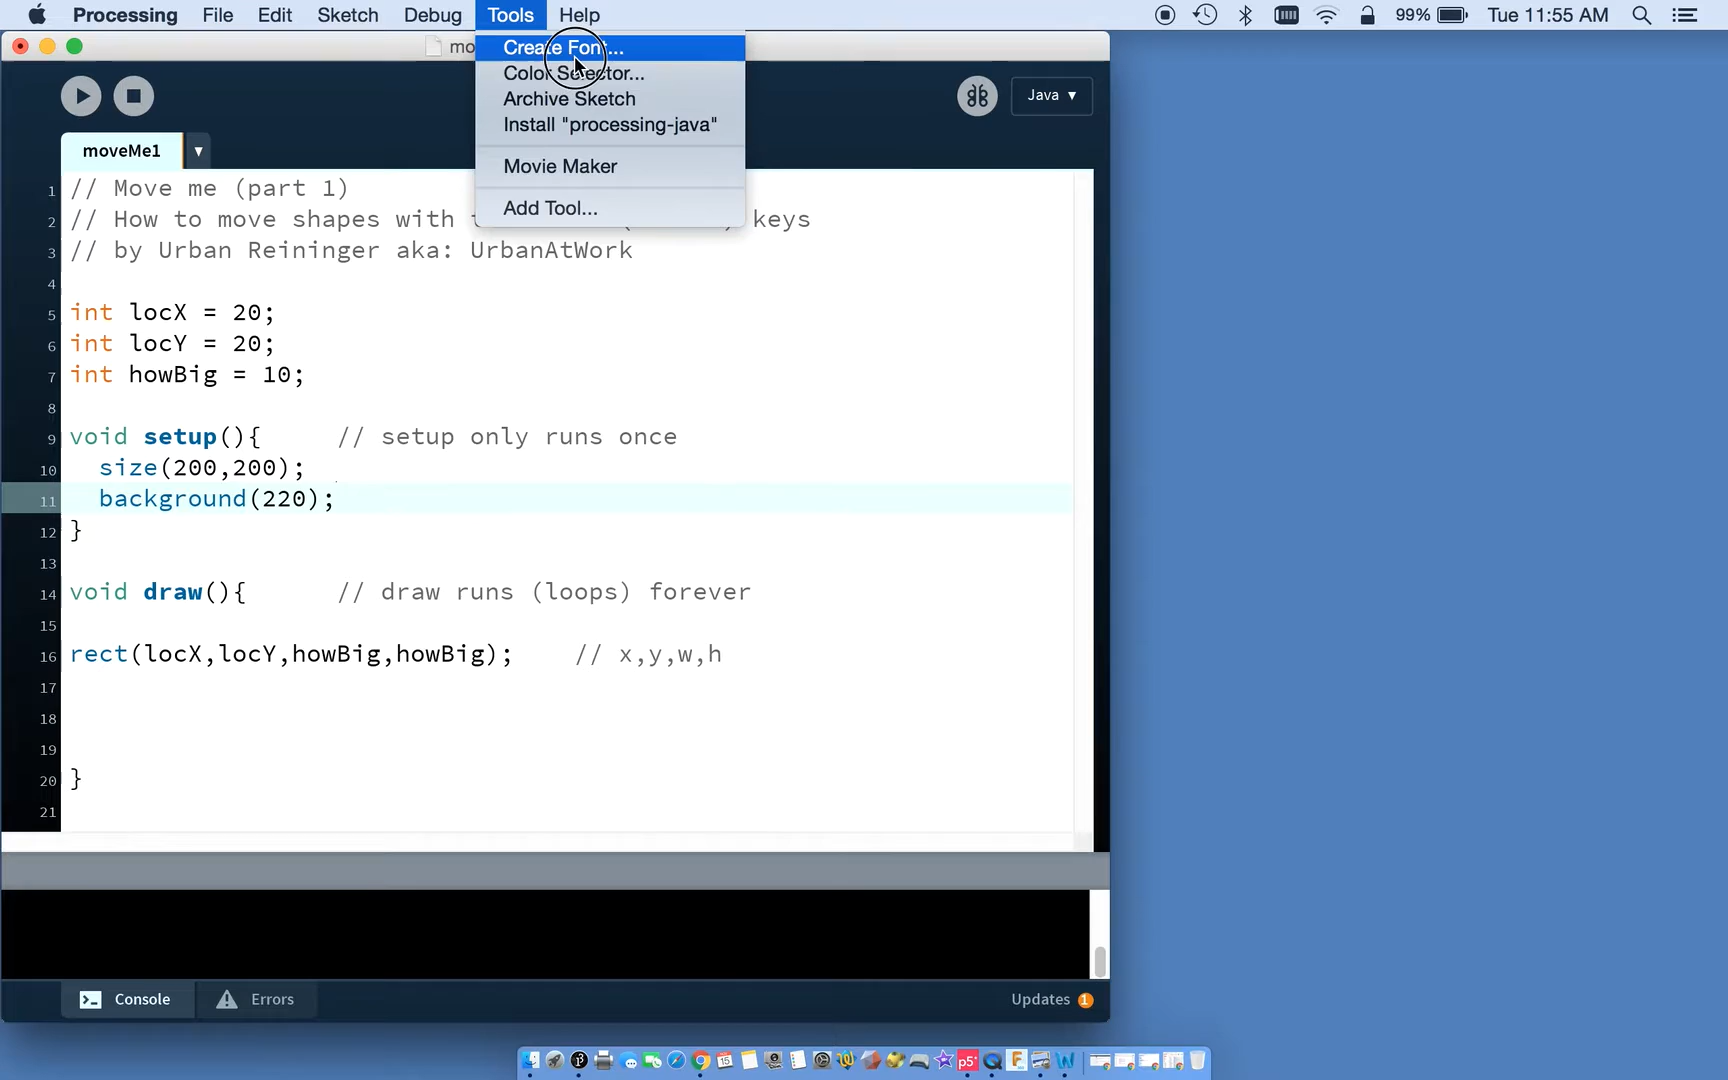 Processing File Edit Sketch Debug Tools Help 99% Tue 11:55 AM
mo
Create Font...
Color Selector...
Archive Sketch
Install "processing-java"
Movie Maker
Add Tool...
Java ▼
moveMe1 ▼
1 // Move me (part 1)
2 // How to move shapes with keys
3 // by Urban Reininger aka: UrbanAtWork
4
5 int locX = 20;
6 int locY = 20;
7 int howBig = 10;
8
9 void setup(){ // setup only runs once
10 size(200,200);
11 background(220);
12 }
13
14 void draw(){ // draw runs (loops) forever
15
16 rect(locX,locY,howBig,howBig); // x,y,w,h
17
18
19
20 }
21
Console Errors Updates 1